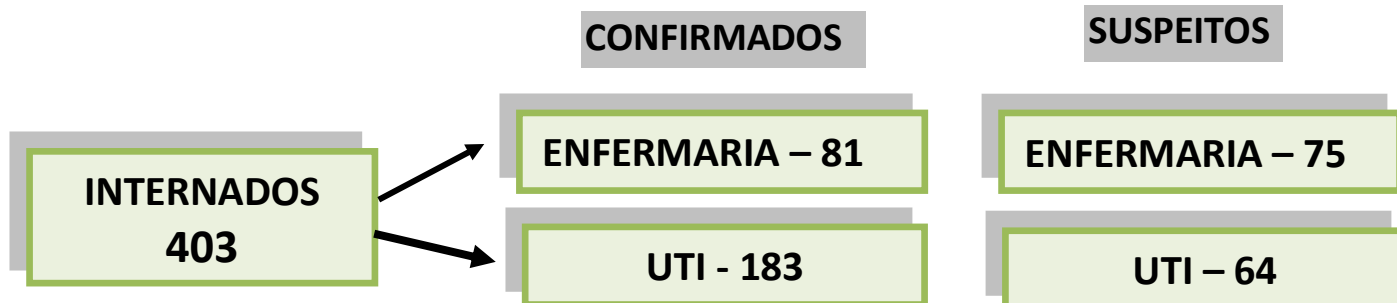 CONFIRMADOS
SUSPEITOS
INTERNADOS
403
ENFERMARIA – 81
ENFERMARIA – 75
UTI - 183
UTI – 64